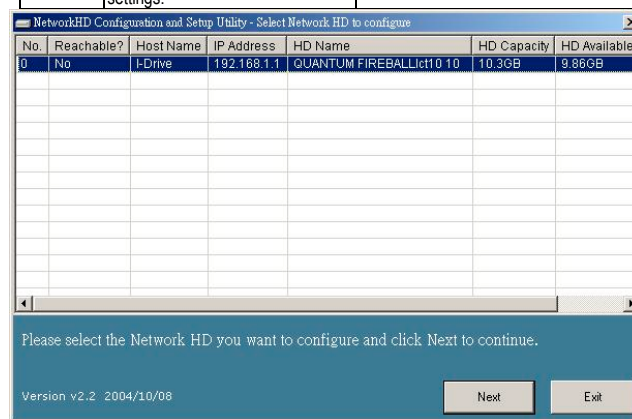 settings.
NetworkHD Configuration and Setup Utility - Select Network HD to configure
No. Reachable? Host Name IP Address HD Name HD Capacity HD Available
0 No I-Drive 192.168.1.1 QUANTUM FIREBALLlct10 10 10.3GB 9.86GB
Please select the Network HD you want to configure and click Next to continue.
Version v2.2 2004/10/08
Next Exit